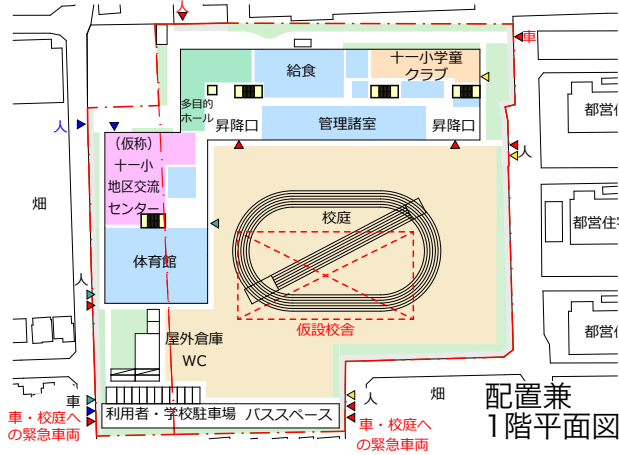 人
車
給食
十一小学童
クラブ
都営住
多目的
ホール
昇降口
管理諸室
昇降口
人
人
（仮称）
十一小
地区交流
センター
畑
校庭
都営住宅
体育館
人
仮設校舎
都営住
屋外倉庫
WC
車
人
畑
利用者・学校駐車場
バススペース
車・校庭へ
の緊急車両
車・校庭へ
の緊急車両
配置兼
1階平面図